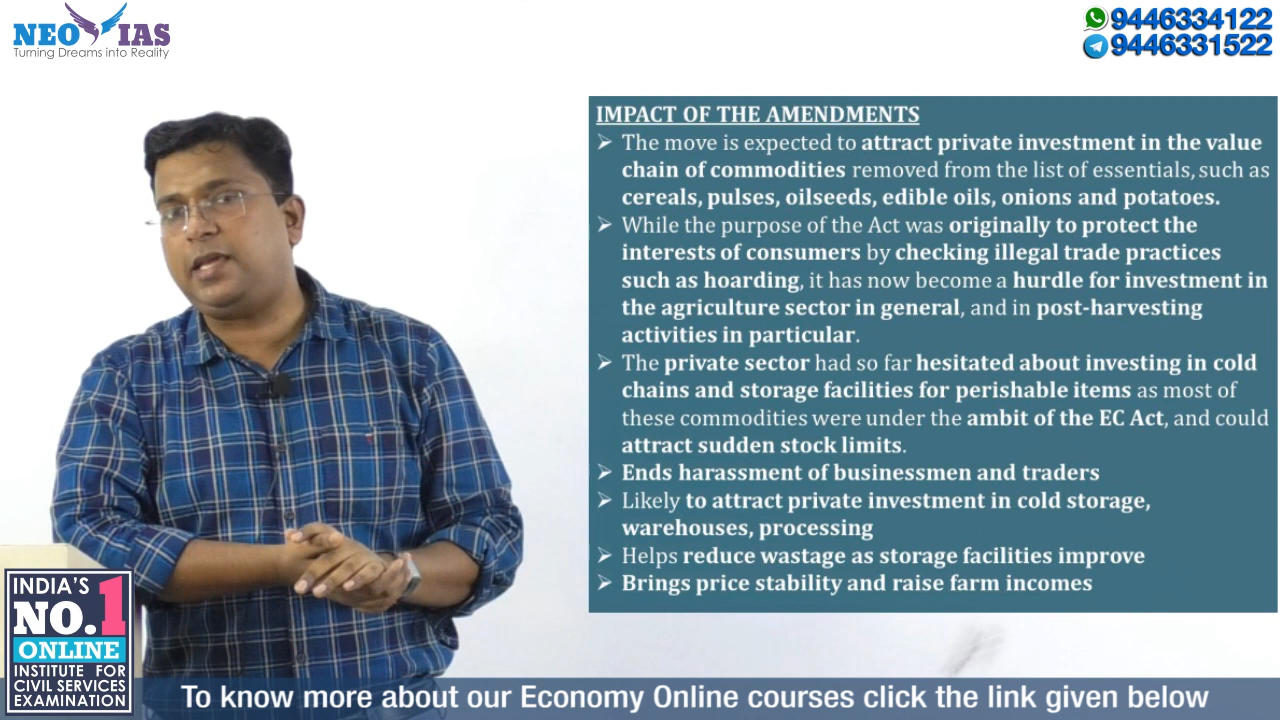 NEO IAS
Turning Dreams into Reality
9446334122
9446331522
IMPACT OF THE AMENDMENTS
➢ The move is expected to attract private investment in the value
chain of commodities removed from the list of essentials, such as
cereals, pulses, oilseeds, edible oils, onions and potatoes.
➢ While the purpose of the Act was originally to protect the
interests of consumers by checking illegal trade practices
such as hoarding, it has now become a hurdle for investment in
the agriculture sector in general, and in post-harvesting
activities in particular.
➢ The private sector had so far hesitated about investing in cold
chains and storage facilities for perishable items as most of
these commodities were under the ambit of the EC Act, and could
attract sudden stock limits.
➢ Ends harassment of businessmen and traders
➢ Likely to attract private investment in cold storage,
warehouses, processing
➢ Helps reduce wastage as storage facilities improve
➢ Brings price stability and raise farm incomes
INDIA'S
NO.1
ONLINE
INSTITUTE FOR
CIVIL SERVICES
EXAMINATION
To know more about our Economy Online courses click the link given below